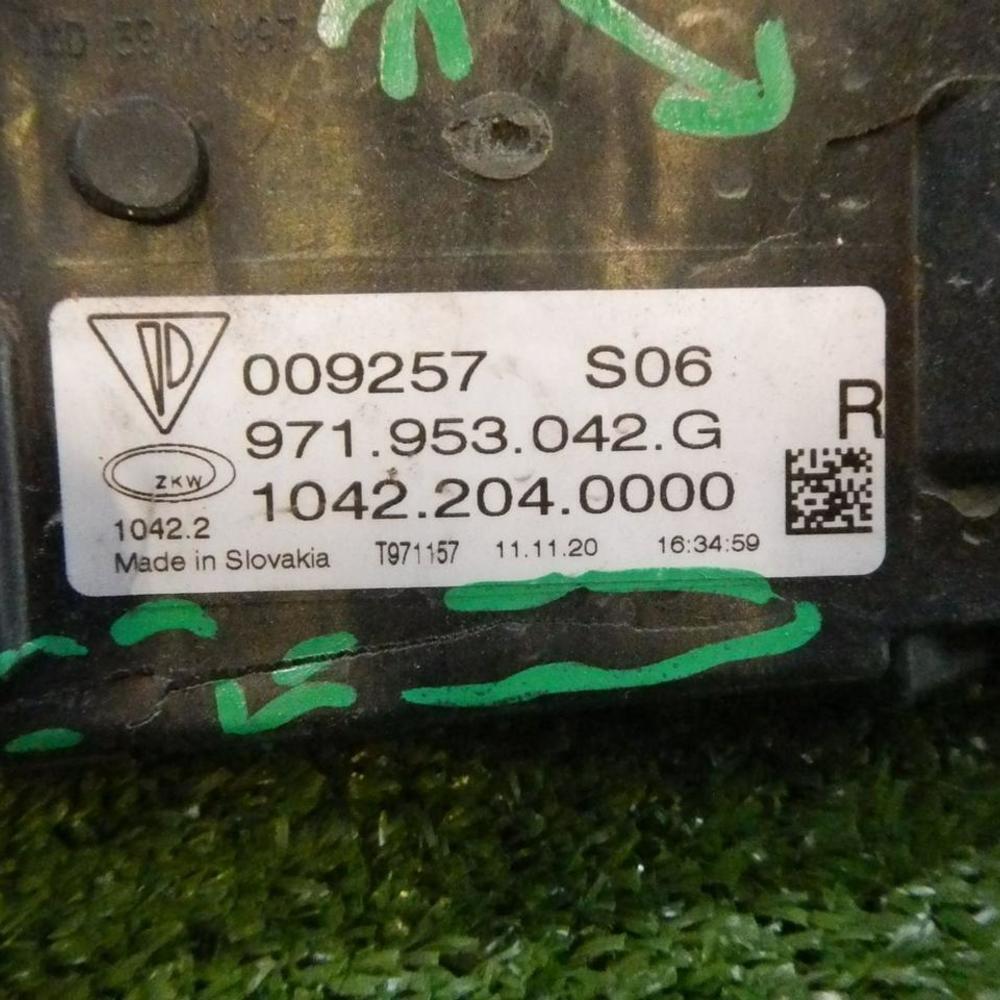 009257 S06
971.953.042.G R
ZKW 1042.204.0000
1042.2
Made in Slovakia T971157 11.11.20 16:34:59